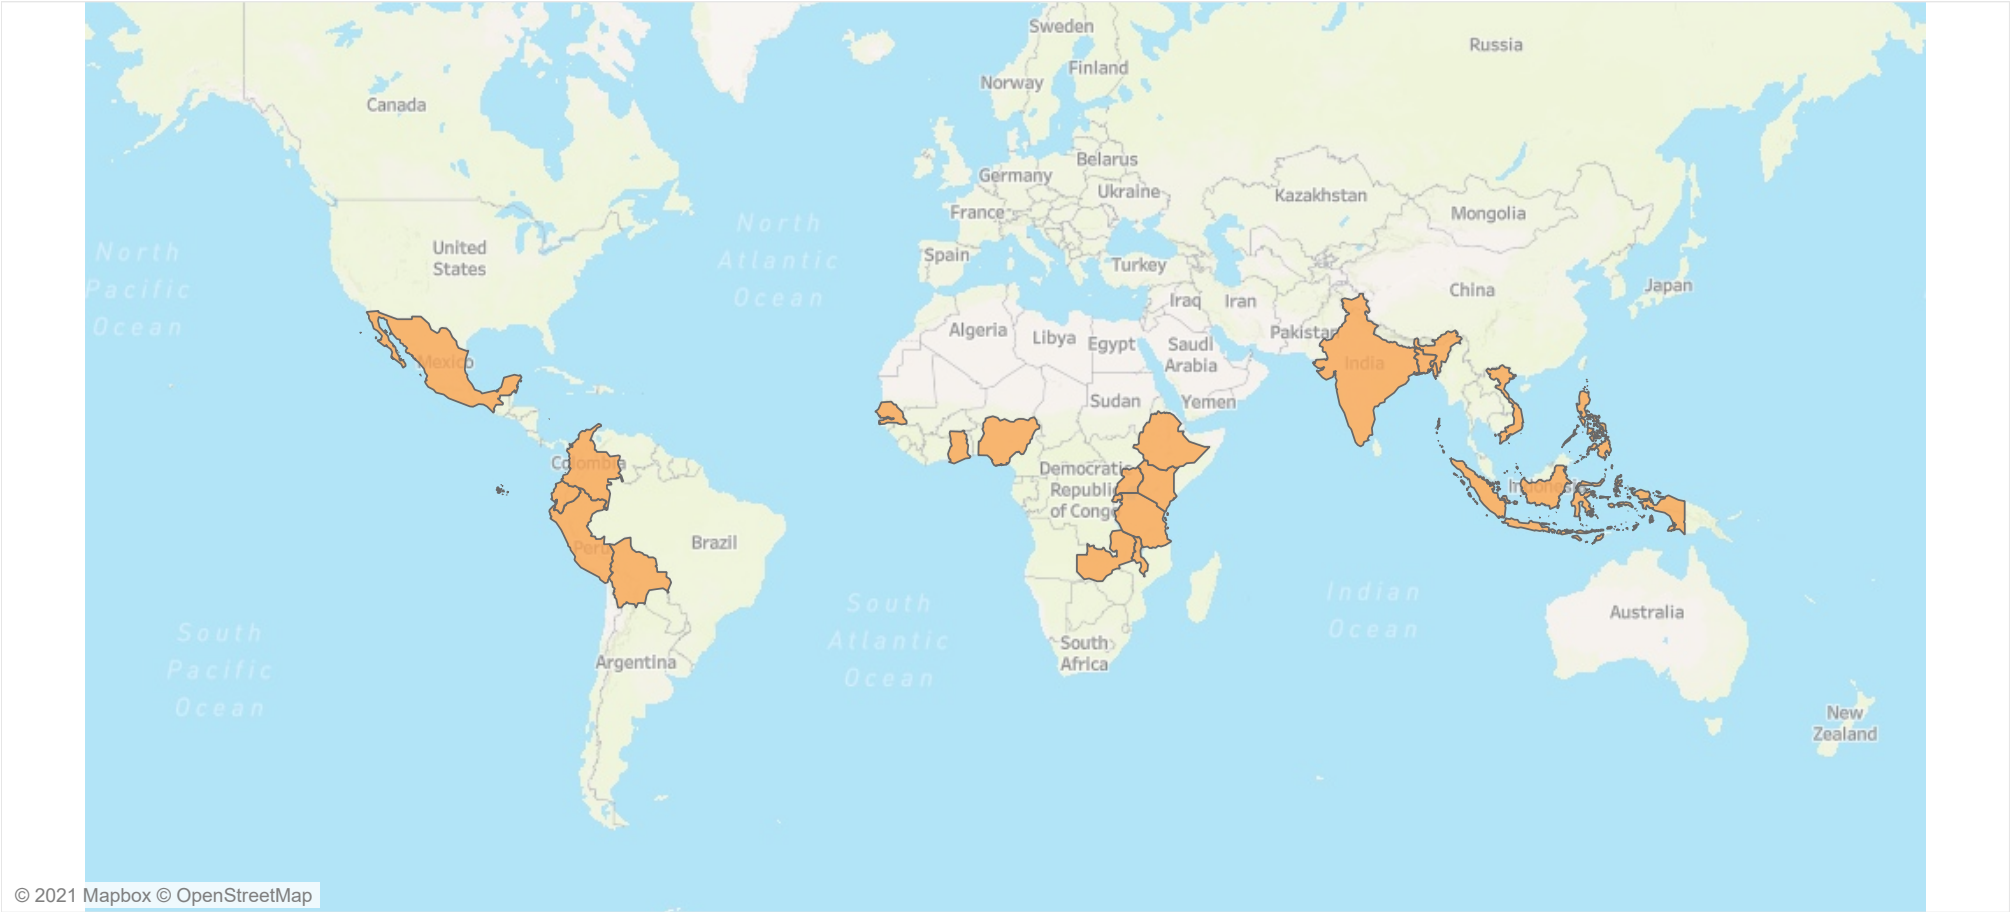 Sweden
Russia
Finland
Norway
Canada
Belarus
Germany
Ukraine
Kazakhstan
France
Mongolia
North
Atlantic
Ocean
North
Pacific
Ocean
United
States
Spain
Turkey
China
Japan
Iraq
Iran
Algeria
Libya
Egypt
Pakistan
Saudi
Arabia
Mexico
India
Sudan
Yemen
Colombia
Democratic
Republic
of Congo
Indonesia
Brazil
Peru
South
Atlantic
Ocean
Indian
Ocean
Australia
South
Pacific
Ocean
South
Africa
Argentina
New
Zealand
© 2021 Mapbox © OpenStreetMap